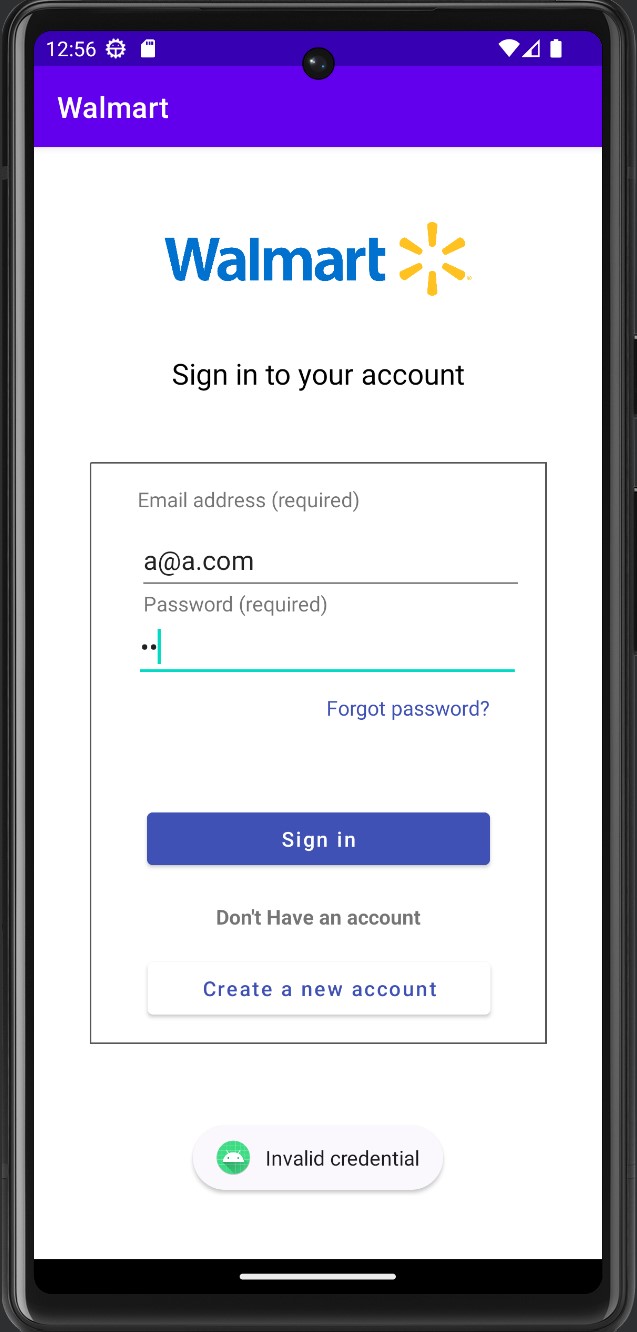 12:56
Walmart
Walmart
Sign in to your account
Email address (required)
a@a.com
Password (required)
••
Forgot password?
Sign in
Don't Have an account
Create a new account
Invalid credential